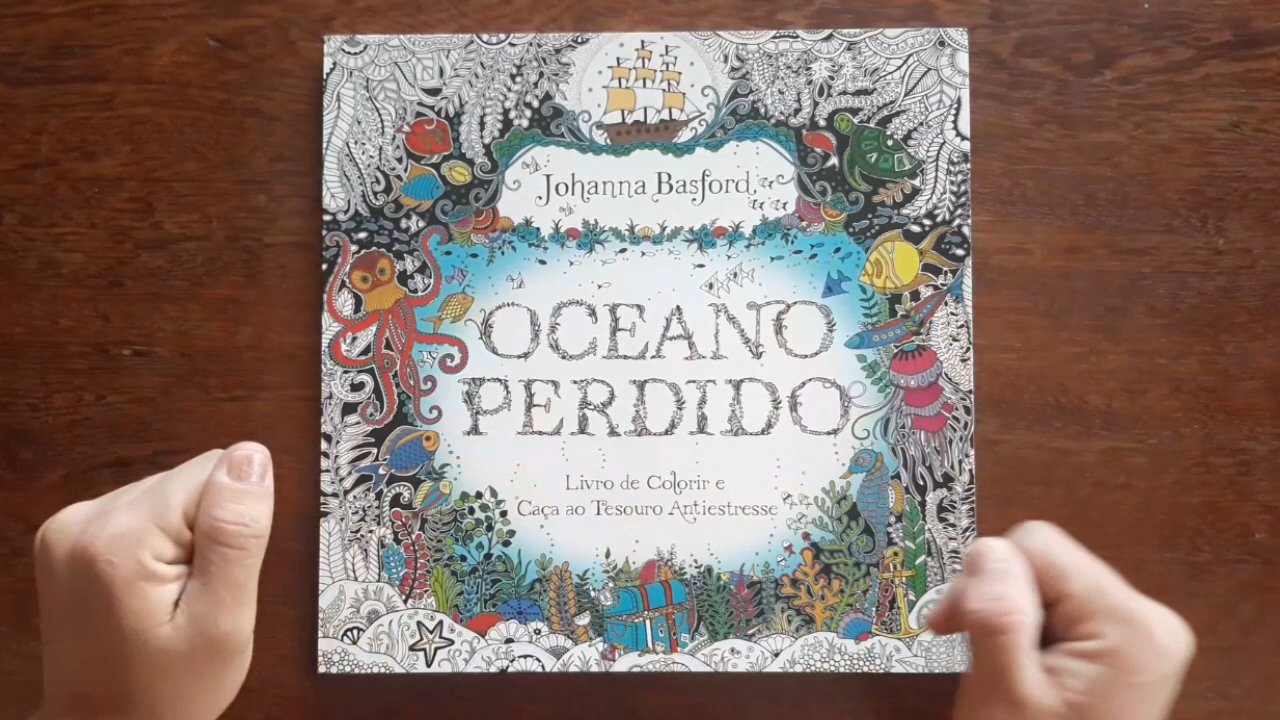 Johanna Basford
OCEANO
PERDIDO
Livro de Colorir e
Caça ao Tesouro Antiestresse